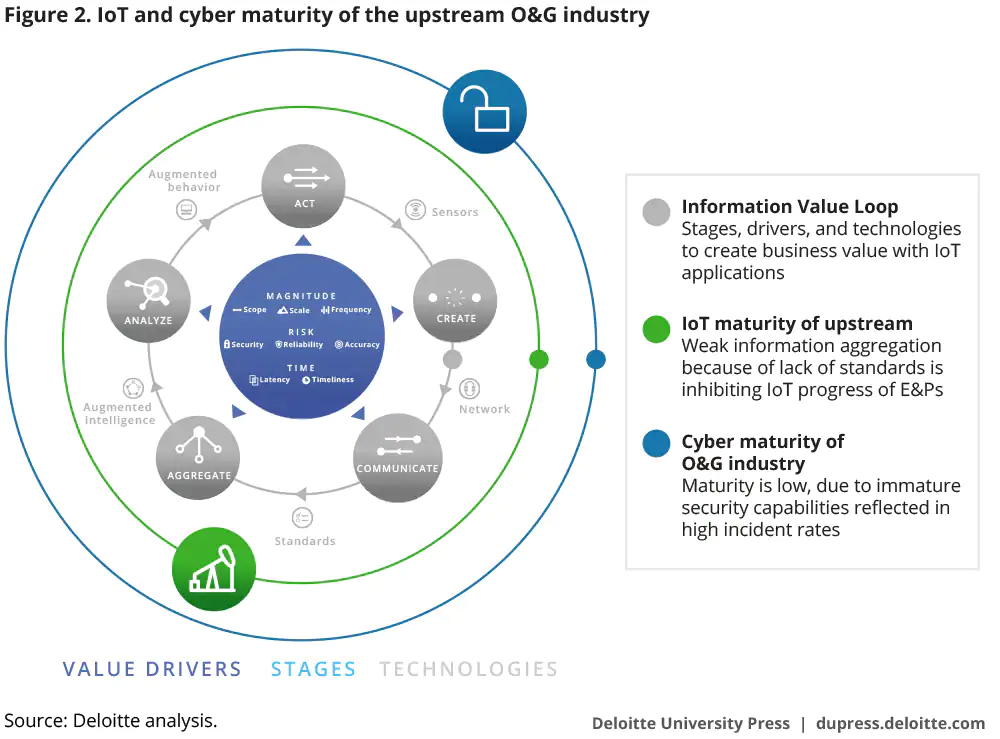 Figure 2. IoT and cyber maturity of the upstream O&G industry
Augmented
behavior
ACT
Sensors
ANALYZE
CREATE
MAGNITUDE
Scope Scale Frequency
RISK
Security Reliability Accuracy
TIME
Latency Timeliness
Augmented
intelligence
Network
AGGREGATE
COMMUNICATE
Standards
Information Value Loop
Stages, drivers, and technologies
to create business value with IoT
applications
IoT maturity of upstream
Weak information aggregation
because of lack of standards is
inhibiting IoT progress of E&Ps
Cyber maturity of
O&G industry
Maturity is low, due to immature
security capabilities reflected in
high incident rates
VALUE DRIVERS STAGES TECHNOLOGIES
Source: Deloitte analysis.
Deloitte University Press | dupress.deloitte.com